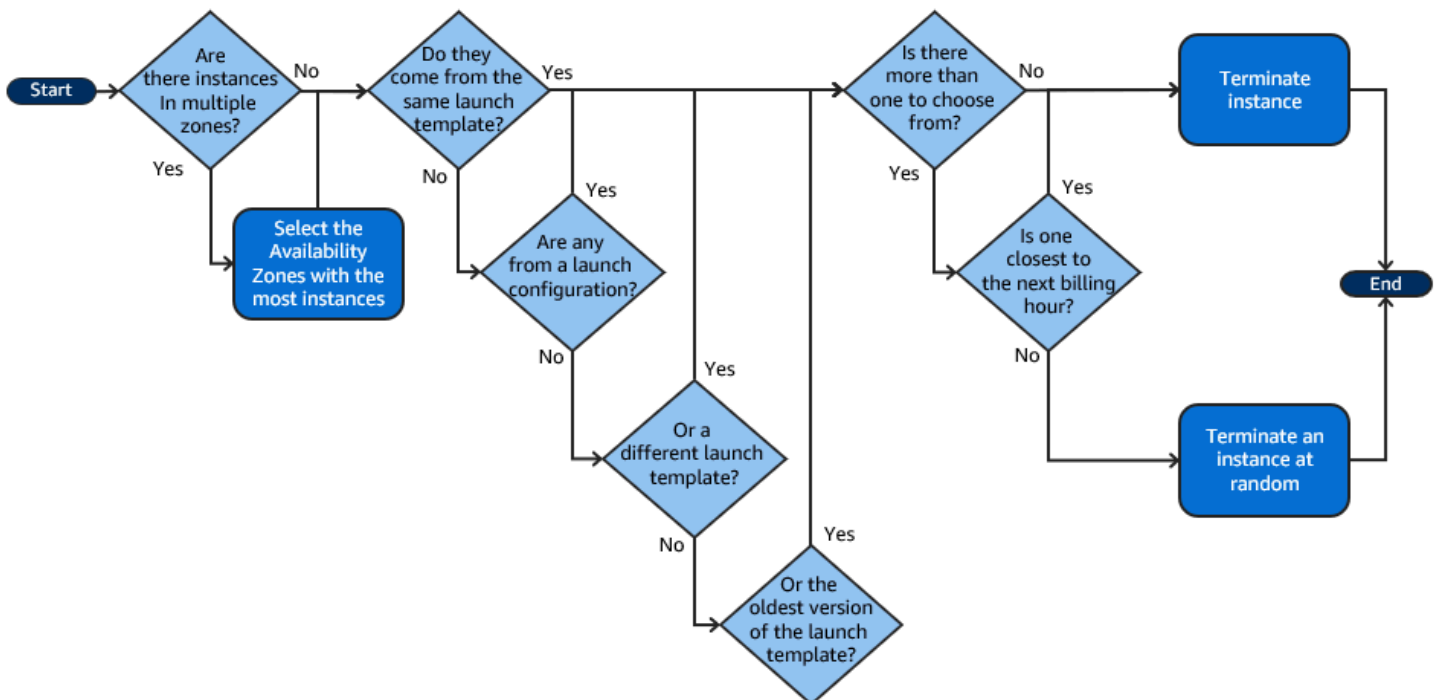 Start
Are
there instances
In multiple
zones?
No
Yes
Select the
Availability
Zones with the
most instances
Do they
come from the
same launch
template?
Yes
No
Are any
from a launch
configuration?
Yes
No
Or a
different launch
template?
Yes
No
Or the
oldest version
of the launch
template?
Yes
Is there
more than
one to choose
from?
No
Yes
Is one
closest to
the next billing
hour?
Yes
No
Terminate
instance
Terminate an
instance at
random
End